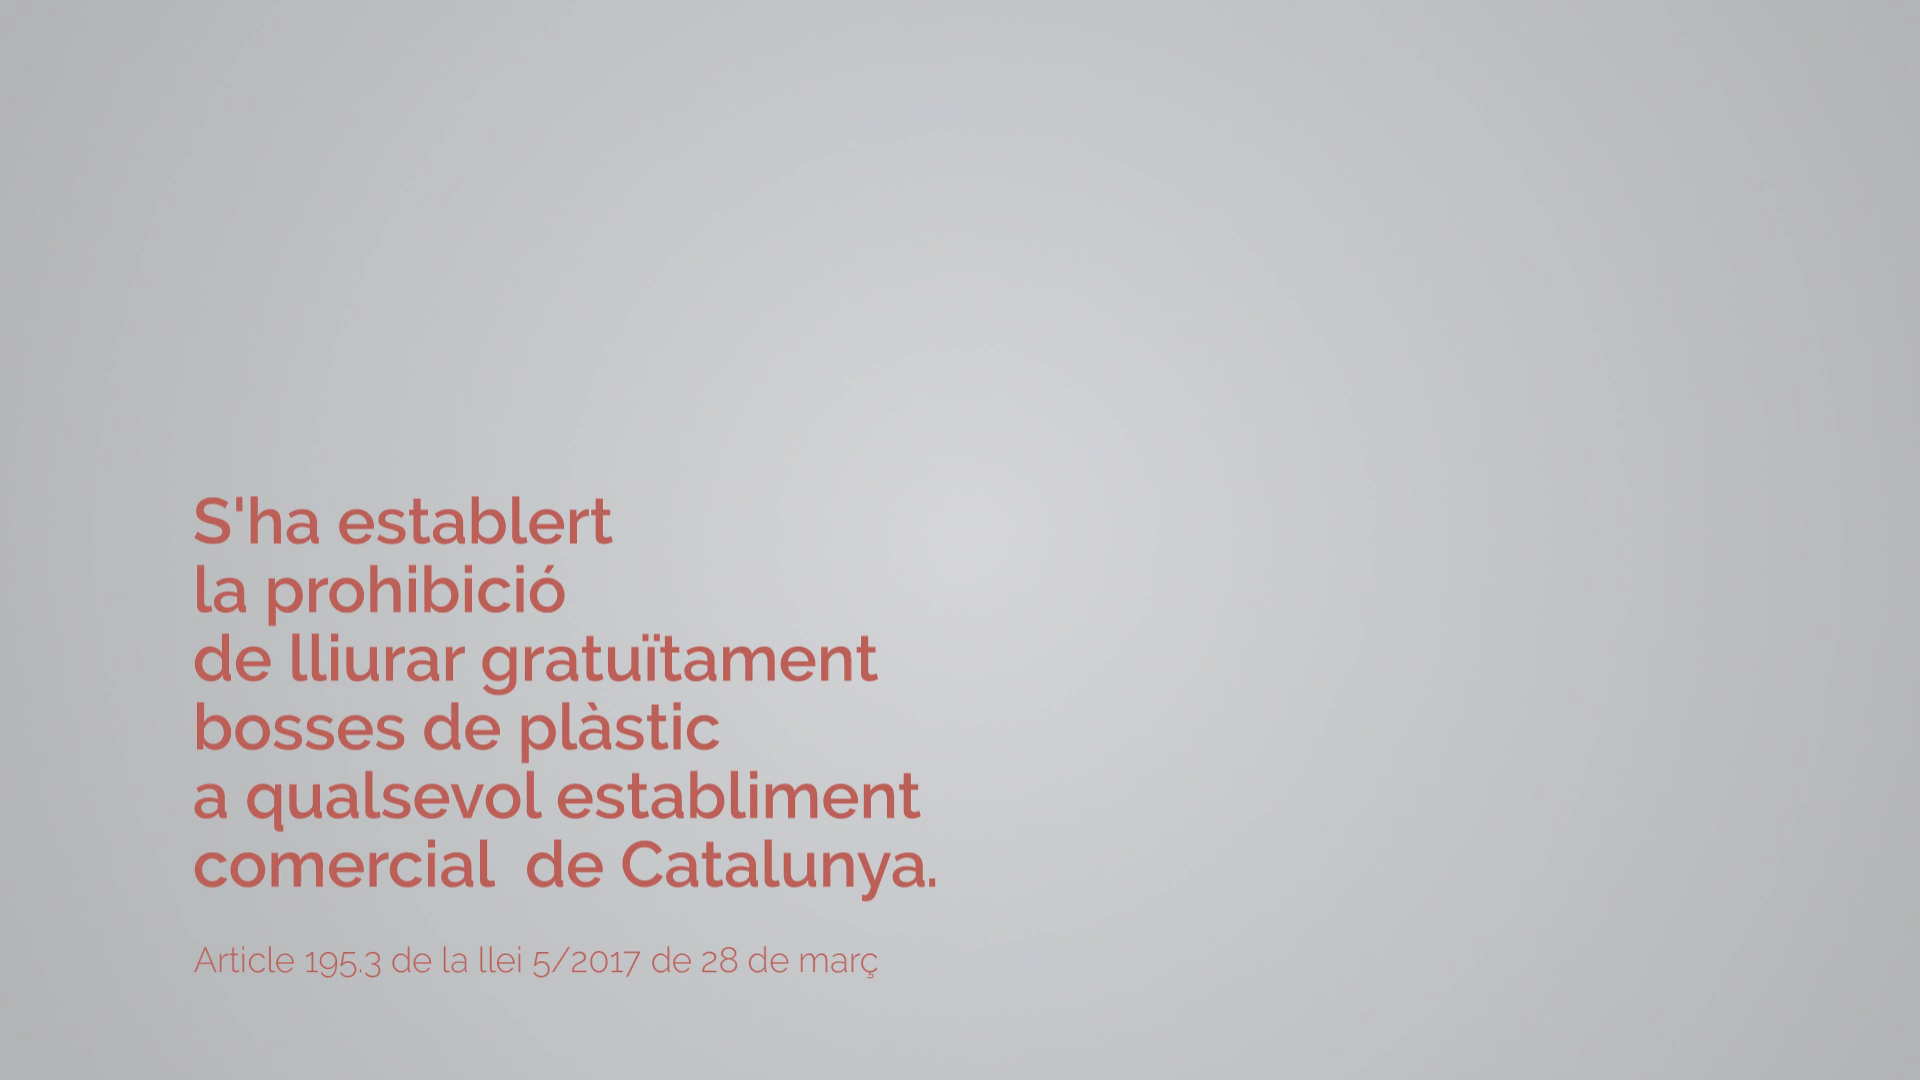 S'ha establert
la prohibició
de lliurar gratuïtament
bosses de plàstic
a qualsevol establiment
comercial  de Catalunya.
Article 195.3 de la llei 5/2017 de 28 de març